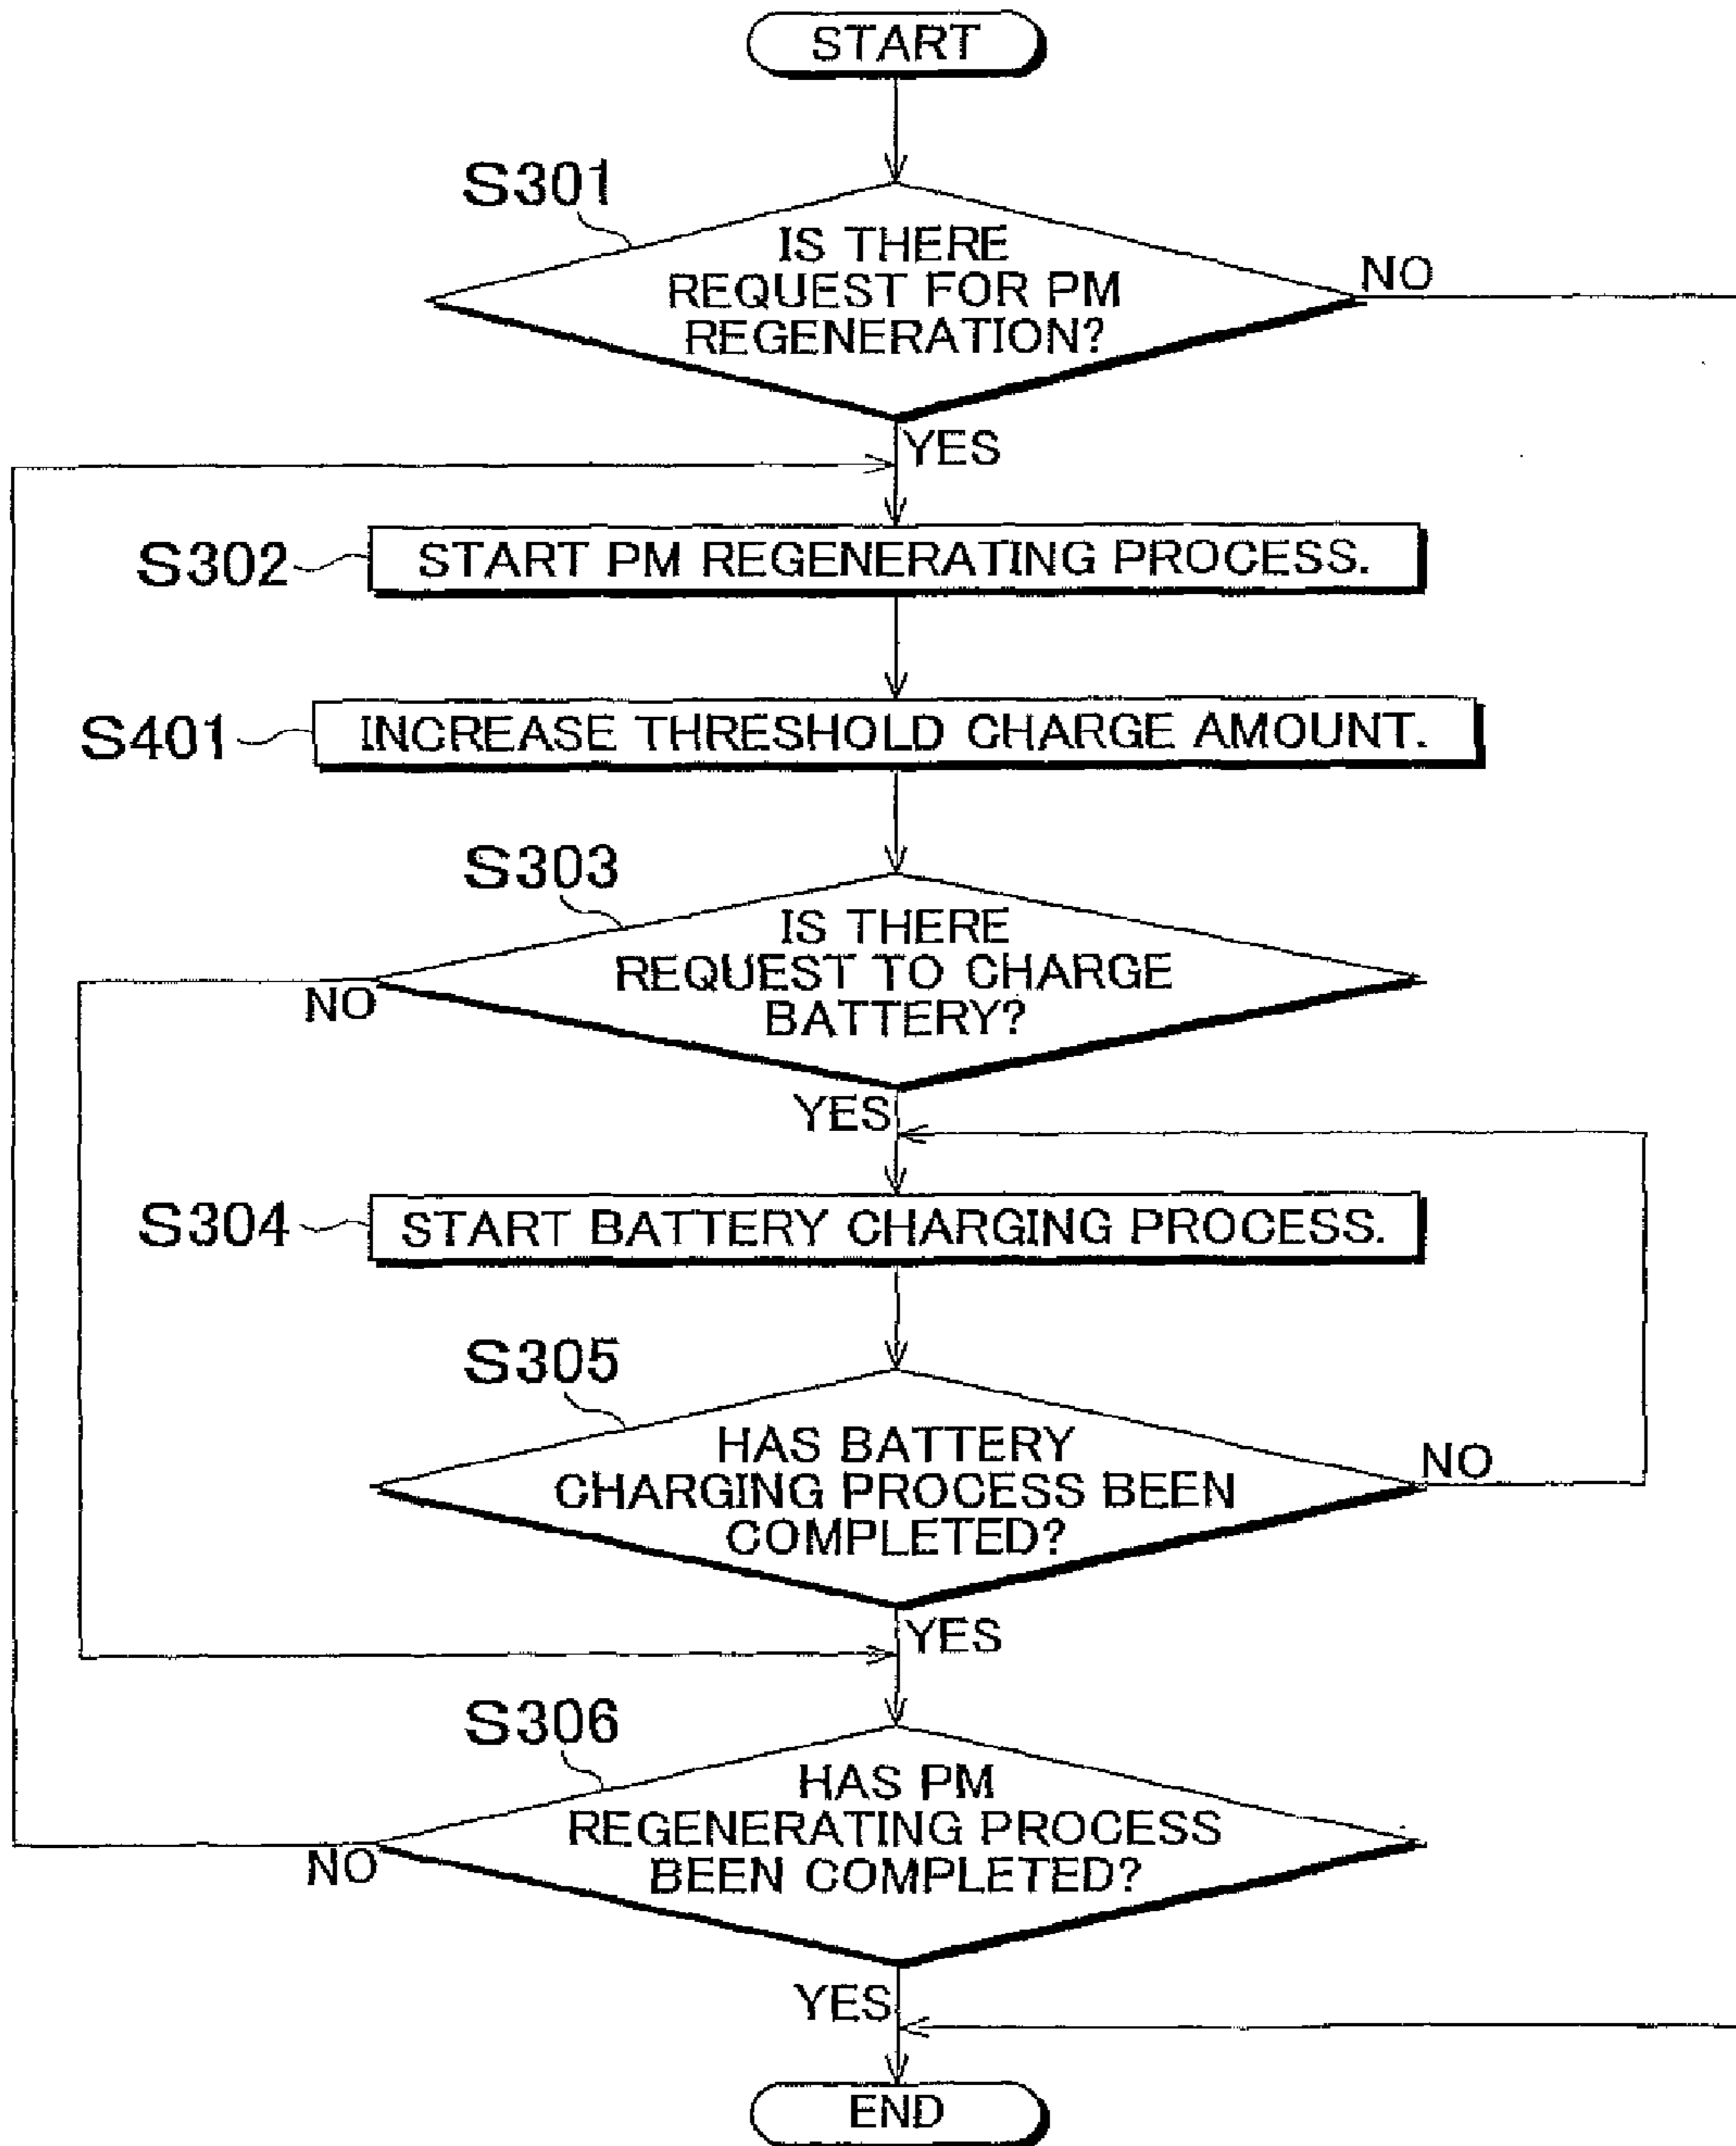 START
S301
IS THERE
REQUEST FOR PM
REGENERATION?
NO
YES
S302
START PM REGENERATING PROCESS.
S401
INCREASE THRESHOLD CHARGE AMOUNT.
S303
IS THERE
REQUEST TO CHARGE
BATTERY?
NO
YES
S304
START BATTERY CHARGING PROCESS.
S305
HAS BATTERY
CHARGING PROCESS BEEN
COMPLETED?
NO
YES
S306
HAS PM
REGENERATING PROCESS
BEEN COMPLETED?
NO
YES
END